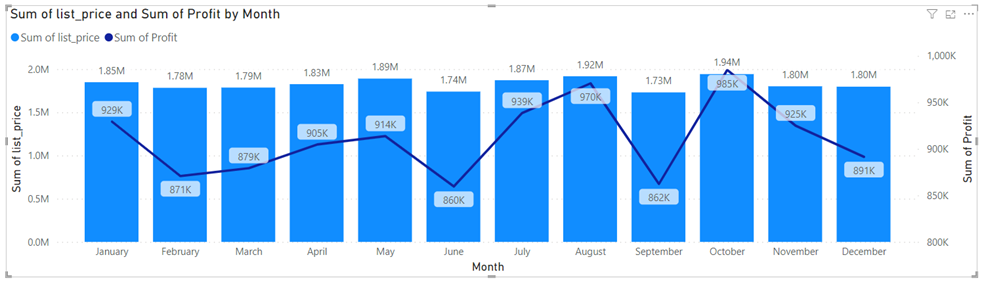 Sum of list_price and Sum of Profit by Month
Sum of list_price Sum of Profit
Sum of list_price
2.0M
1.5M
1.0M
0.5M
0.0M
1.85M 1.78M 1.79M 1.83M 1.89M 1.74M 1.87M 1.92M 1.73M 1.94M 1.80M 1.80M
929K 871K 879K 905K 914K 860K 939K 970K 862K 985K 925K 891K
1,000K
950K
900K
850K
800K
Sum of Profit
January February March April May June July August September October November December
Month